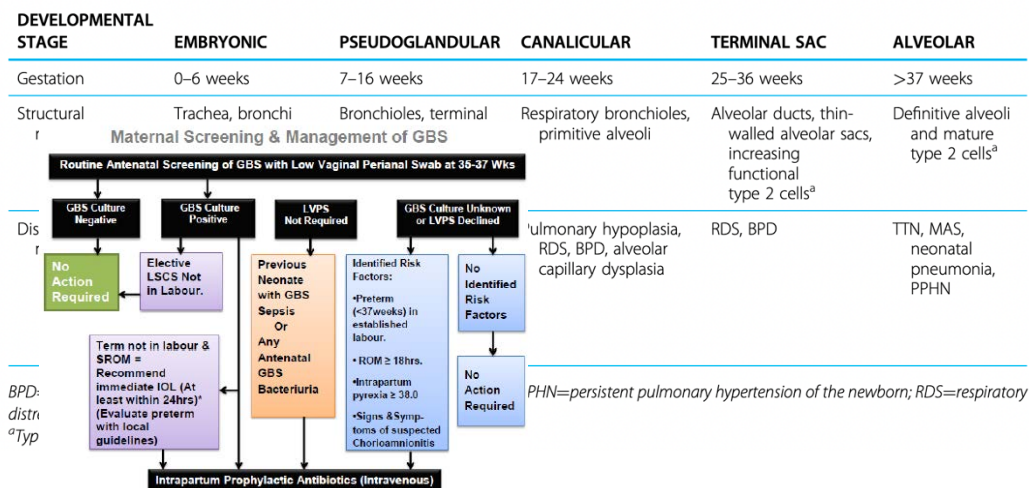 DEVELOPMENTAL
STAGE EMBRYONIC PSEUDOGLANDULAR CANALICULAR TERMINAL SAC ALVEOLAR
Gestation 0–6 weeks 7–16 weeks 17–24 weeks 25–36 weeks >37 weeks
Structural Trachea, bronchi Bronchioles, terminal Respiratory bronchioles, Alveolar ducts, thin- Definitive alveoli
primitive alveoli walled alveolar sacs, and mature
increasing type 2 cellsᵃ
functional
type 2 cellsᵃ
RDS, BPD TTN, MAS,
RDS, BPD, alveolar neonatal
capillary dysplasia pneumonia,
PPHN
hypoplasia,
Maternal Screening & Management of GBS
Routine Antenatal Screening of GBS with Low Vaginal Perianal Swab at 35-37 Wks
GBS Culture
Negative
GBS Culture
Positive
LVPS
Not Required
GBS Culture Unknown
or LVPS Declined
No
Action
Required
Elective
LSCS Not
in Labour.
Previous
Neonate
with GBS
Sepsis
Or
Any
Antenatal
GBS
Bacteriuria
Identified Risk
Factors:
•Preterm
(<37weeks) in
established
labour.
• ROM ≥ 18hrs.
•Intrapartum
pyrexia ≥ 38.0
•Signs &Symp-
toms of suspected
Chorioamnionitis
No
Identified
Risk
Factors
No
Action
Required
Term not in labour &
SROM =
Recommend
immediate IOL (At
least within 24hrs)*
(Evaluate preterm
with local
guidelines)
Intrapartum Prophylactic Antibiotics (Intravenous)
BPD= PHN=persistent pulmonary hypertension of the newborn; RDS=respiratory